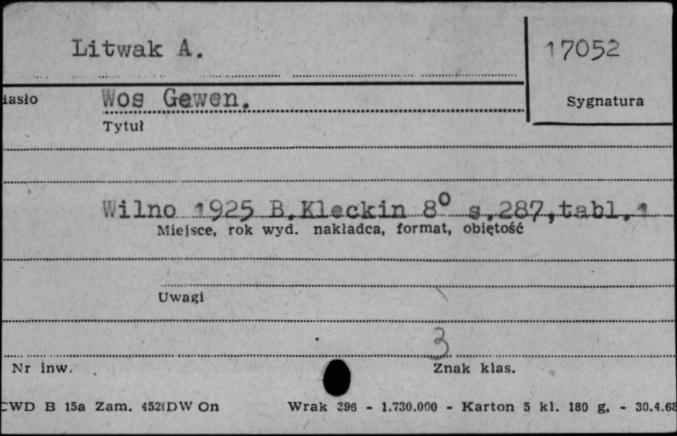 Litwak A.
17052
iasło
Wos Gewen.
Sygnatura
Tytuł
Wilno 1925 B.Kleckin 8° s.287,tabl.1
Miejsce, rok wyd. nakładca, format, objętość
Uwagi
3
Nr inw.
Znak klas.
CWD B 15a Zam. 452 DW On Wrak 396 - 1.730.000 - Karton 5 kl. 180 g. - 30.4.68